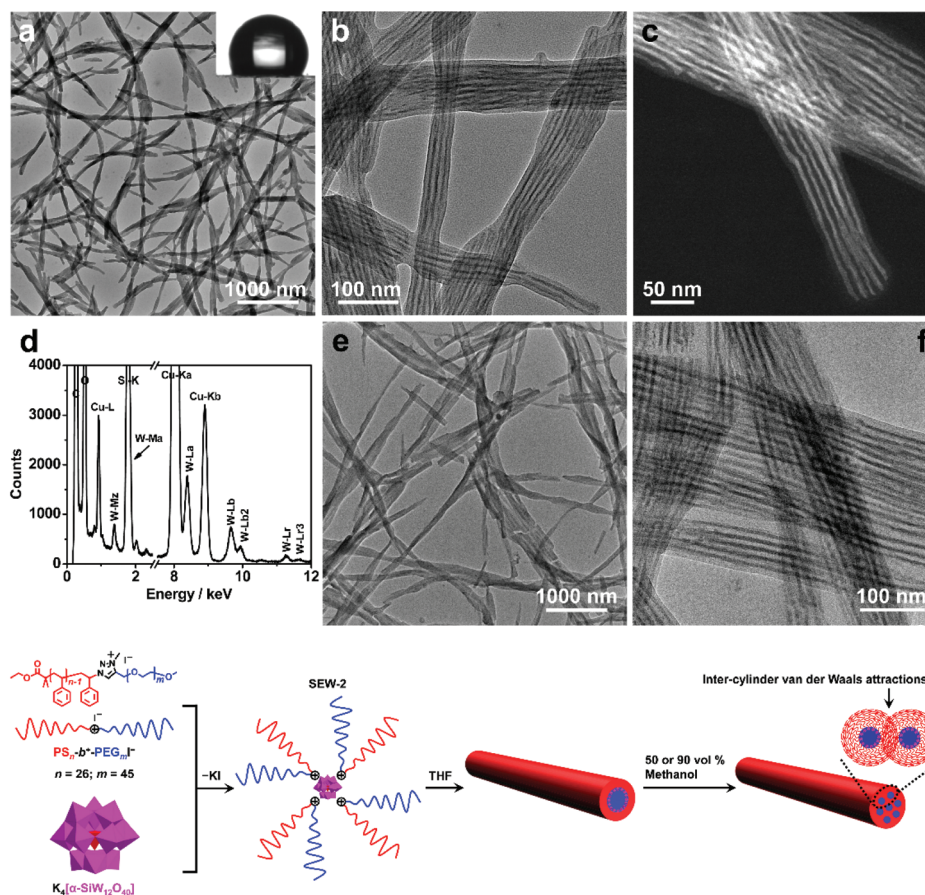 a
1000 nm
b
100 nm
c
50 nm
d
4000
3000
2000
1000
0
Counts
C
O
Cu-L
W-Mz
Si-K
W-Ma
Cu-Ka
W-La
Cu-Kb
W-Lb
W-Lb2
W-Lr
W-Lr3
0 2 8 10 12
Energy / keV
e
1000 nm
f
100 nm
O
O
n-1
N N
N
+
I⁻
O
m
O
I⁻
⊕
PSₙ-b⁺-PEGₘI⁻
n = 26; m = 45
K₄[α-SiW₁₂O₄₀]
−KI
SEW-2
⊕ ⊕
⊕ ⊕
THF
50 or 90 vol %
Methanol
Inter-cylinder van der Waals attractions